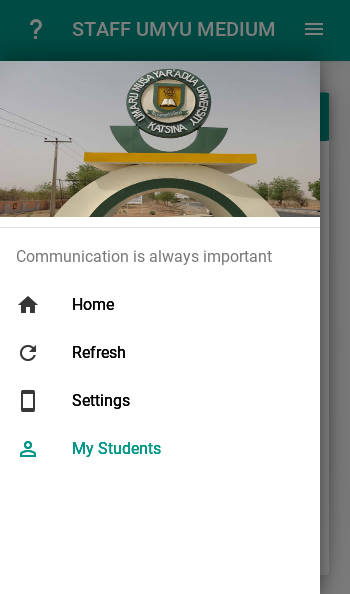 ? STAFF UMYU MEDIUM
UMARU MUSA YAR'ADUA UNIVERSITY
KATSINA
Communication is always important
Home
Refresh
Settings
My Students